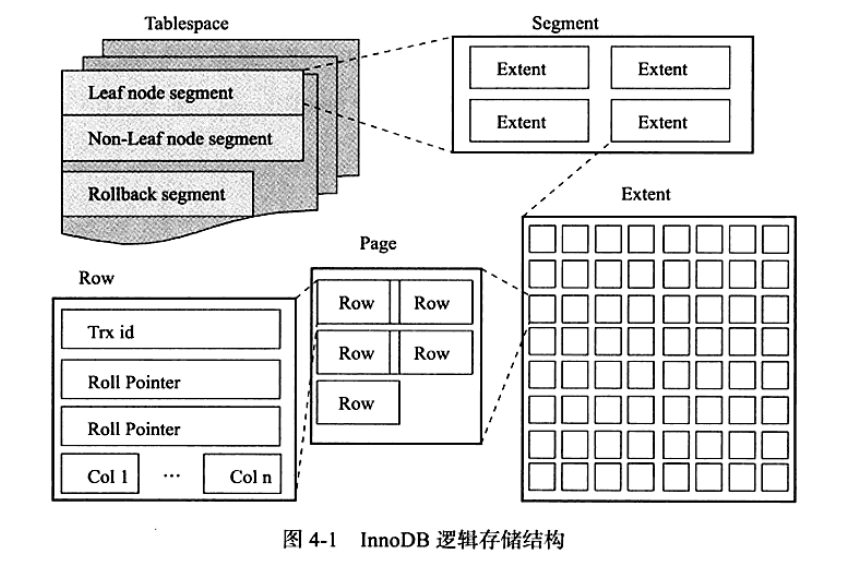 Tablespace
Leaf node segment
Non-Leaf node segment
Rollback segment
Segment
Extent
Extent
Extent
Extent
Extent
Page
Row
Row
Row
Row
Row
Row
Trx id
Roll Pointer
Roll Pointer
Col 1 ··· Col n
图 4-1 InnoDB 逻辑存储结构